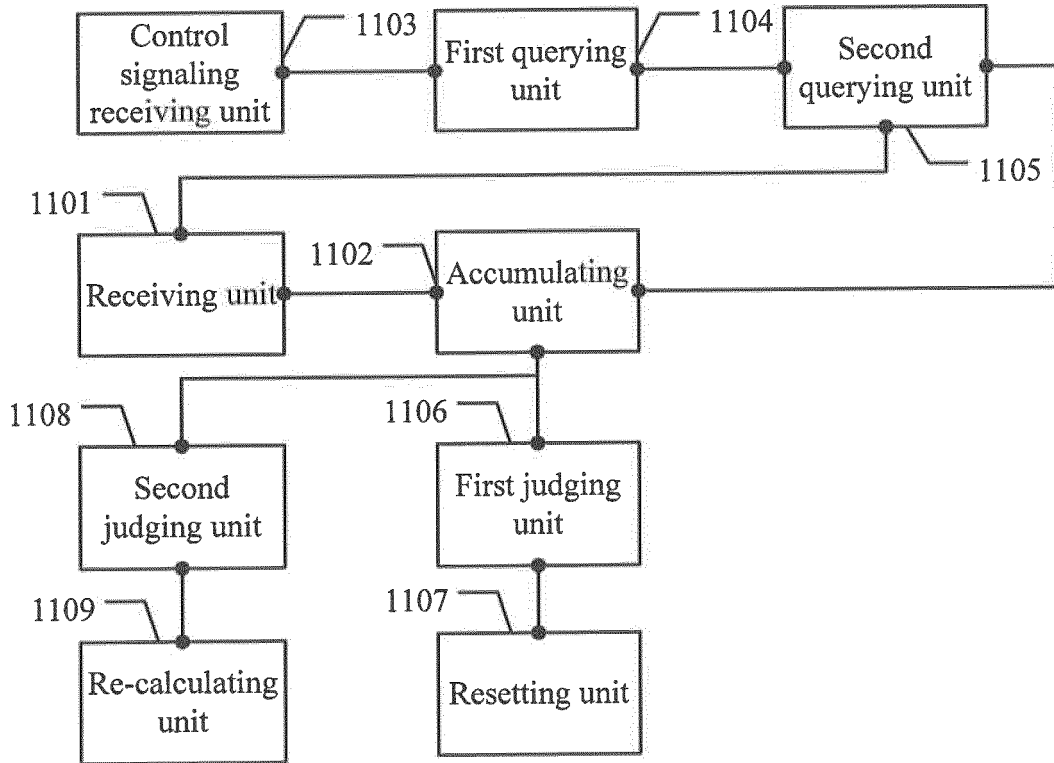 Control
signaling
receiving unit
1103
First querying
unit
1104
Second
querying unit
1105
1101
Receiving unit
1102
Accumulating
unit
1108
Second
judging unit
1106
First judging
unit
1109
Re-calculating
unit
1107
Resetting unit